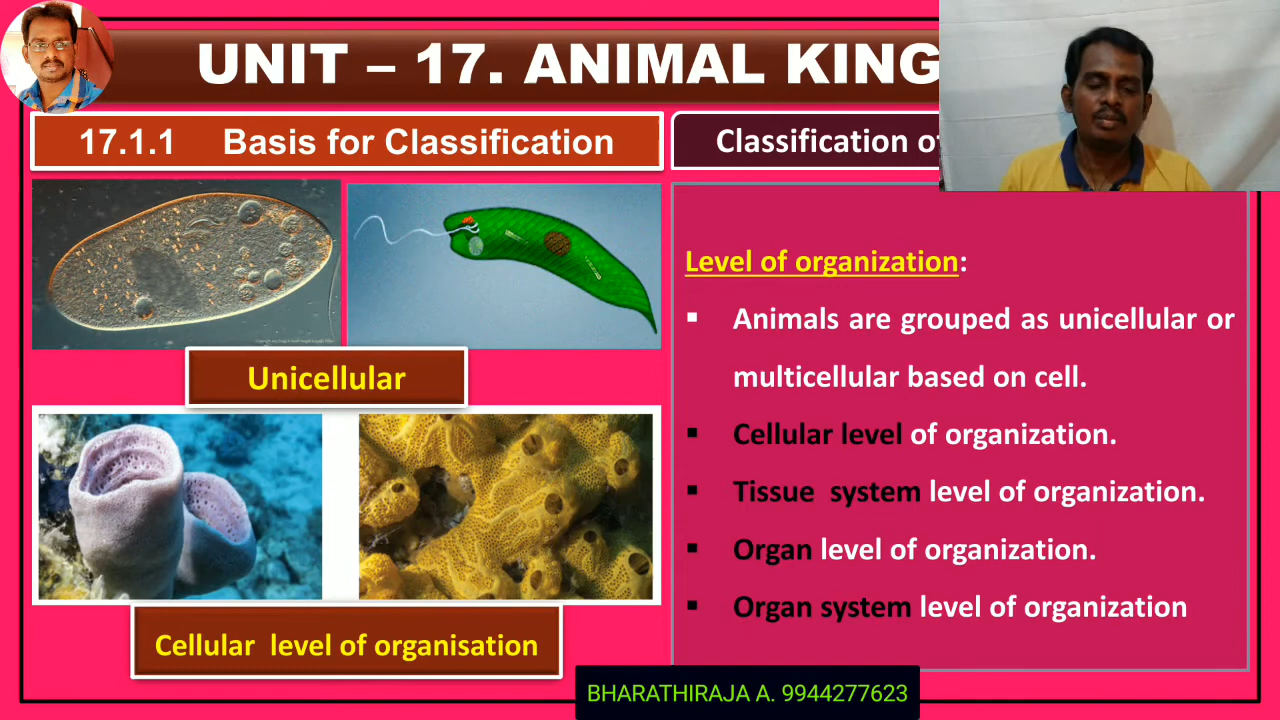 UNIT – 17. ANIMAL KING
17.1.1 Basis for Classification
Classification of
Level of organization:
Animals are grouped as unicellular or
multicellular based on cell.
Cellular level of organization.
Tissue system level of organization.
Organ level of organization.
Organ system level of organization
Unicellular
Cellular level of organisation
BHARATHIRAJA A. 9944277623